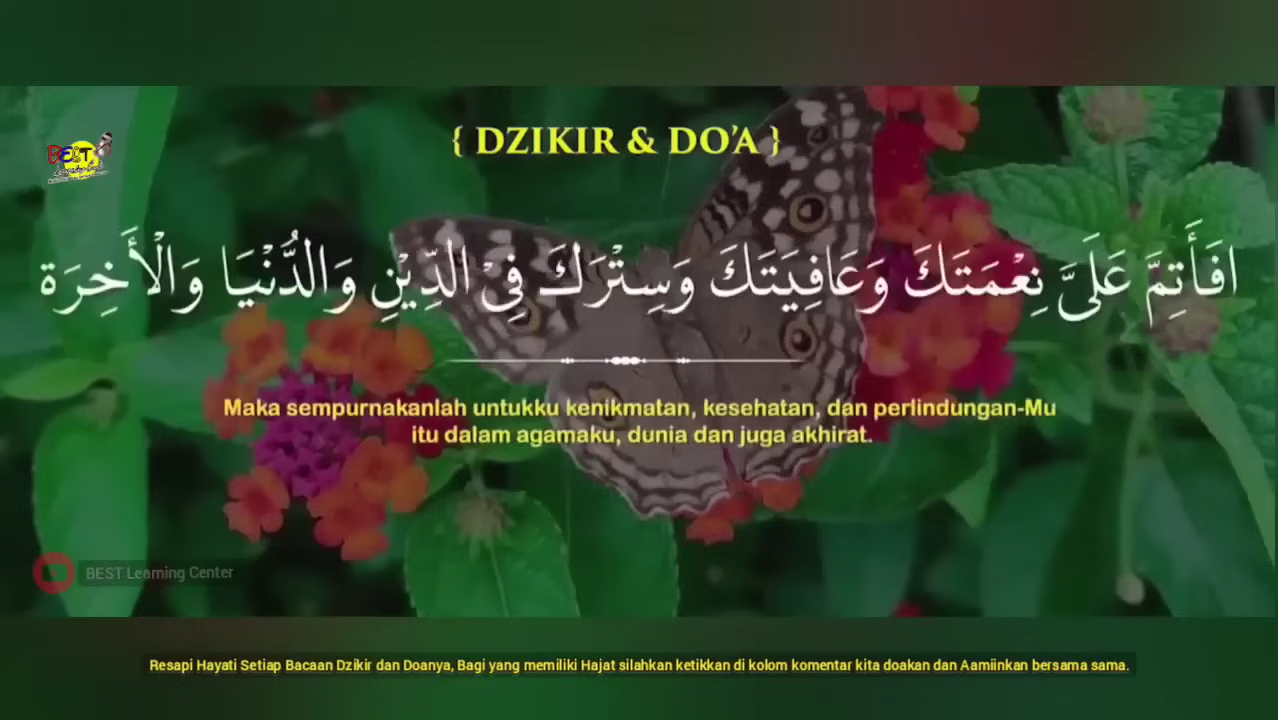 BEST
{ DZIKIR & DO'A }
افَأَتِمَّ عَلَىَّ نِعْمَتَكَ وَعَافِيَتَكَ وَسِتْرَكَ فِىْ الدِّيْنِ وَالدُّنْيَا وَالْأَخِرَة
Maka sempurnakanlah untukku kenikmatan, kesehatan, dan perlindungan-Mu
itu dalam agamaku, dunia dan juga akhirat.
BEST Learning Center
Resapi Hayati Setiap Bacaan Dzikir dan Doanya, Bagi yang memiliki Hajat silahkan ketikkan di kolom komentar kita doakan dan Aamiinkan bersama sama.